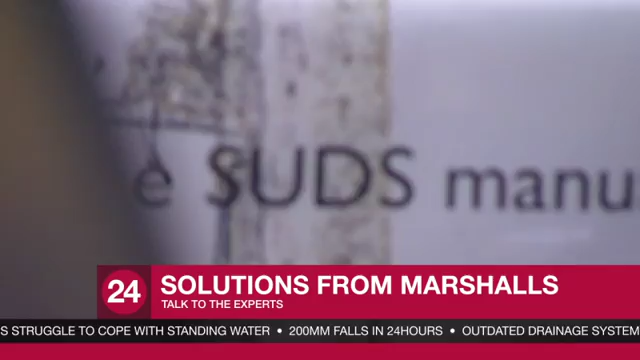 e SUDS manu
24
SOLUTIONS FROM MARSHALLS
TALK TO THE EXPERTS
S STRUGGLE TO COPE WITH STANDING WATER • 200MM FALLS IN 24HOURS • OUTDATED DRAINAGE SYSTEM